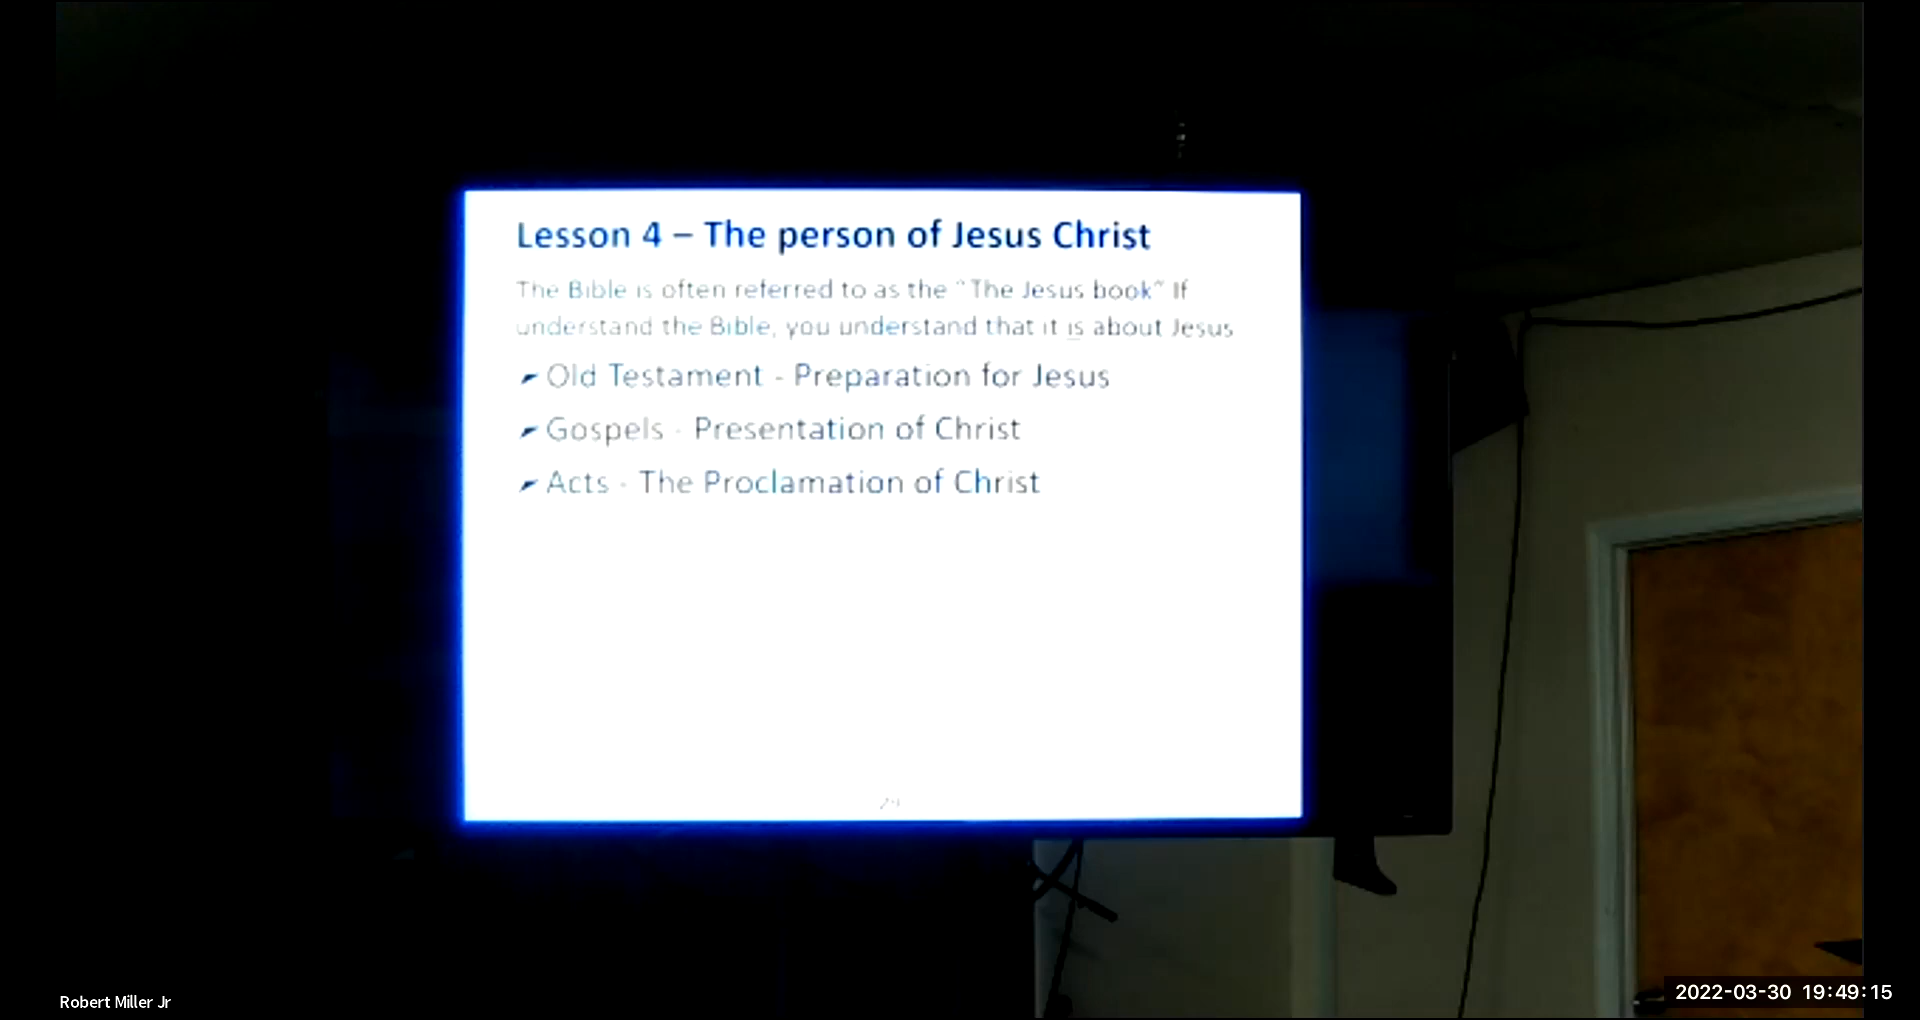 Lesson 4 – The person of Jesus Christ
The Bible is often referred to as the "The Jesus book" If
understand the Bible, you understand that it is about Jesus
Old Testament - Preparation for Jesus
Gospels - Presentation of Christ
Acts - The Proclamation of Christ
Robert Miller Jr
2022-03-30 19:49:15